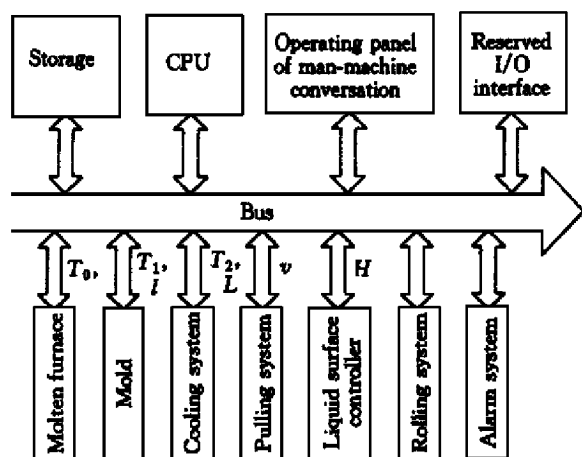 Storage
CPU
Operating panel
of man-machine
conversation
Reserved
I/O
interface
Bus
T₀,
T₁,
l
T₂,
L
v
H
Molten furnace
Mold
Cooling system
Pulling system
Liquid surface
controller
Rolling system
Alarm system